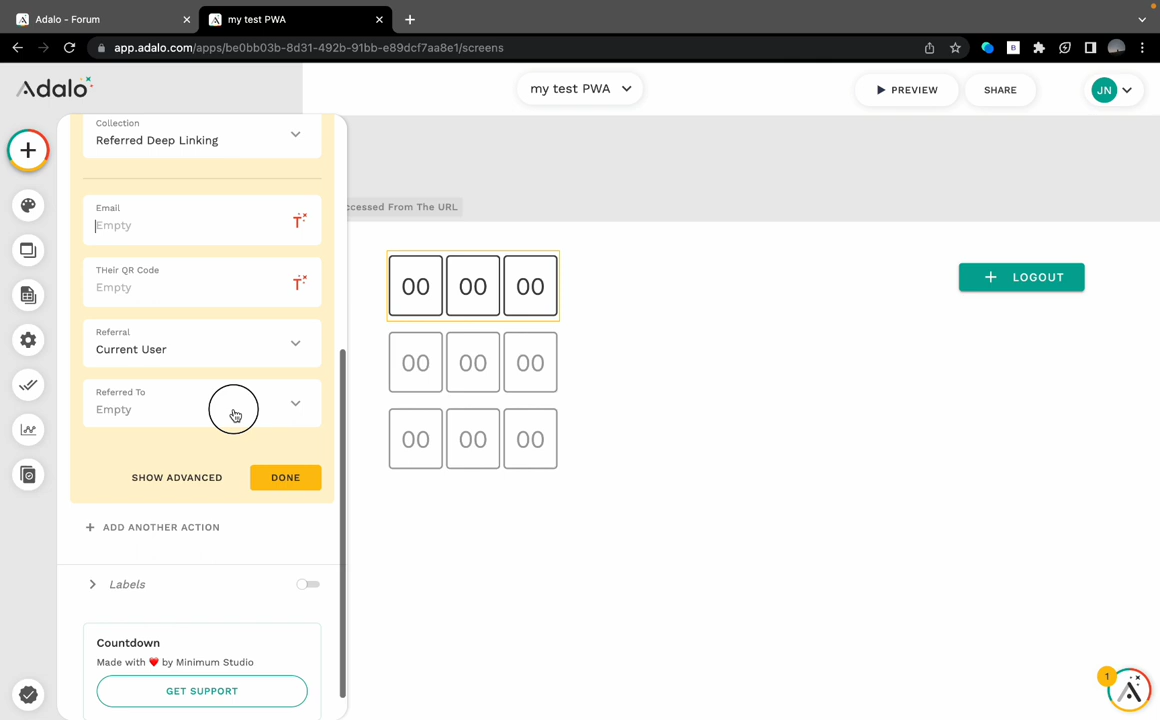 Adalo - Forum
my test PWA
app.adalo.com/apps/be0bb03b-8d31-492b-91bb-e89dcf7aa8e1/screens
Adalo
my test PWA
PREVIEW
SHARE
JN
Collection
Referred Deep Linking
ccessed From The URL
Email
Empty
THeir QR Code
Empty
Referral
Current User
Referred To
Empty
SHOW ADVANCED
DONE
ADD ANOTHER ACTION
Labels
Countdown
Made with ❤️ by Minimum Studio
GET SUPPORT
00 00 00
00 00 00
00 00 00
+ LOGOUT
1